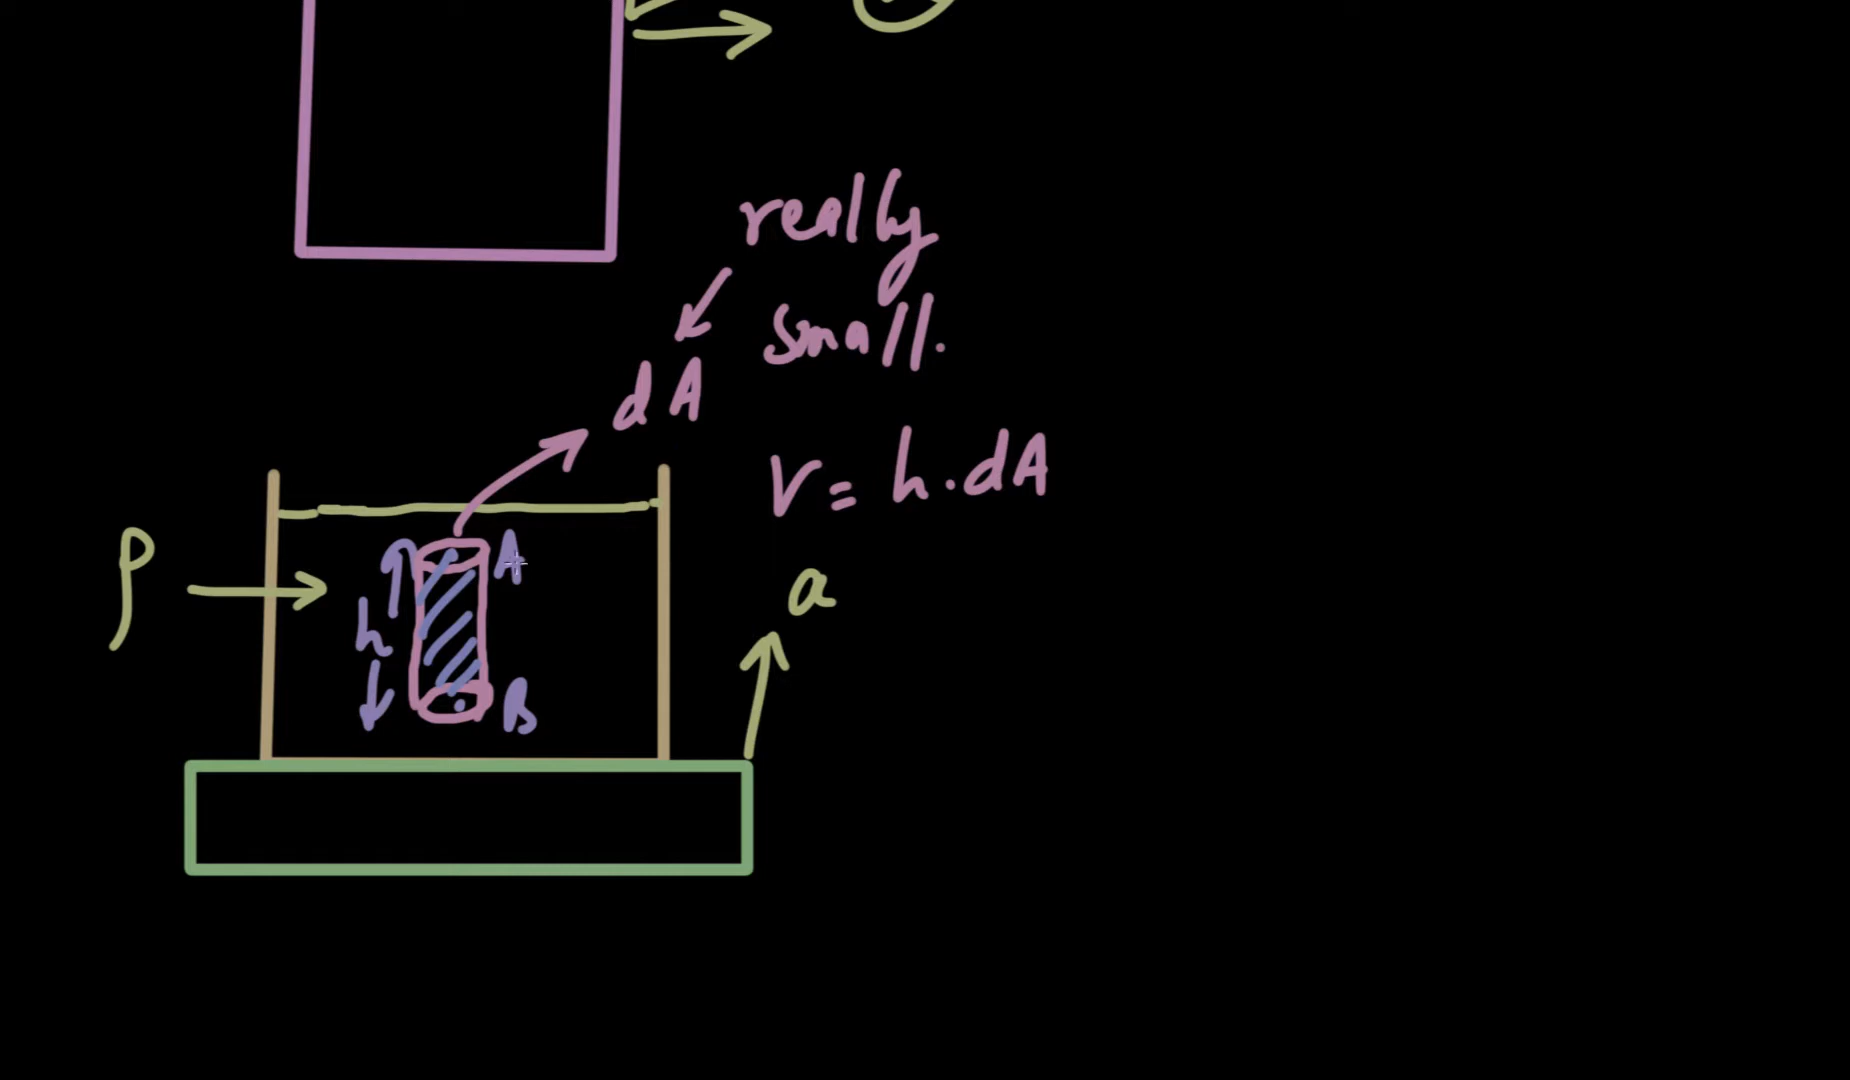 really
small.
dA
V = h.dA
ρ
A
h
a
B